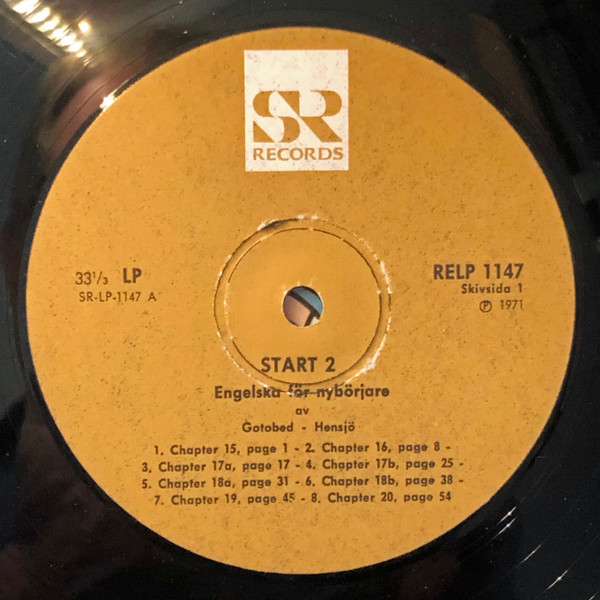 SR
RECORDS
33 1/3 LP
SR-LP-1147 A
RELP 1147
Skivsida 1
Ⓟ 1971
START 2
Engelska för nybörjare
av
Gotobed - Hensjö
1. Chapter 15, page 1 - 2. Chapter 16, page 8 -
3, Chapter 17a, page 17 - 4. Chapter 17b, page 25 -
5. Chapter 18a, page 31 - 6. Chapter 18b, page 38 -
7. Chapter 19, page 45 - 8, Chapter 20, page 54